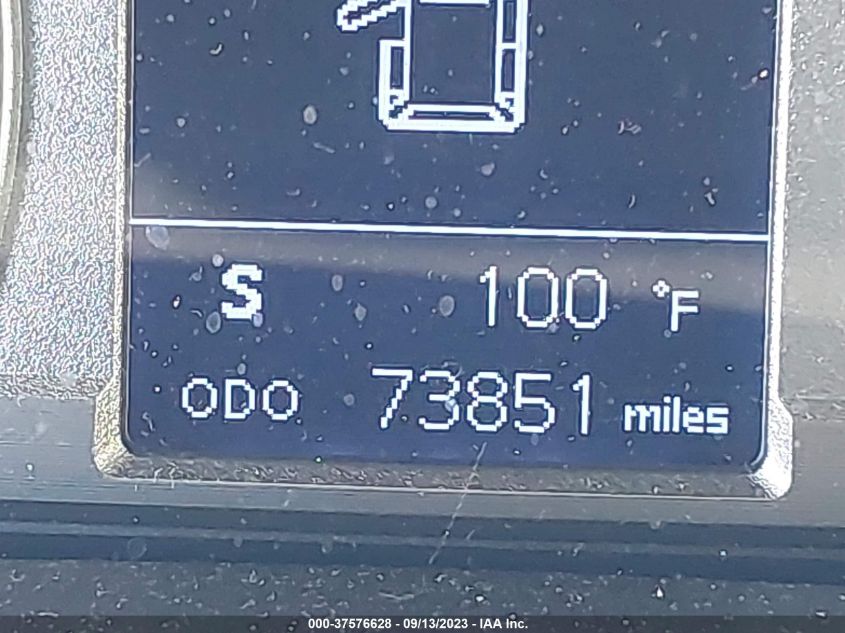 S 100 °F
ODO 73851 miles
000-37576628 - 09/13/2023 - IAA Inc.